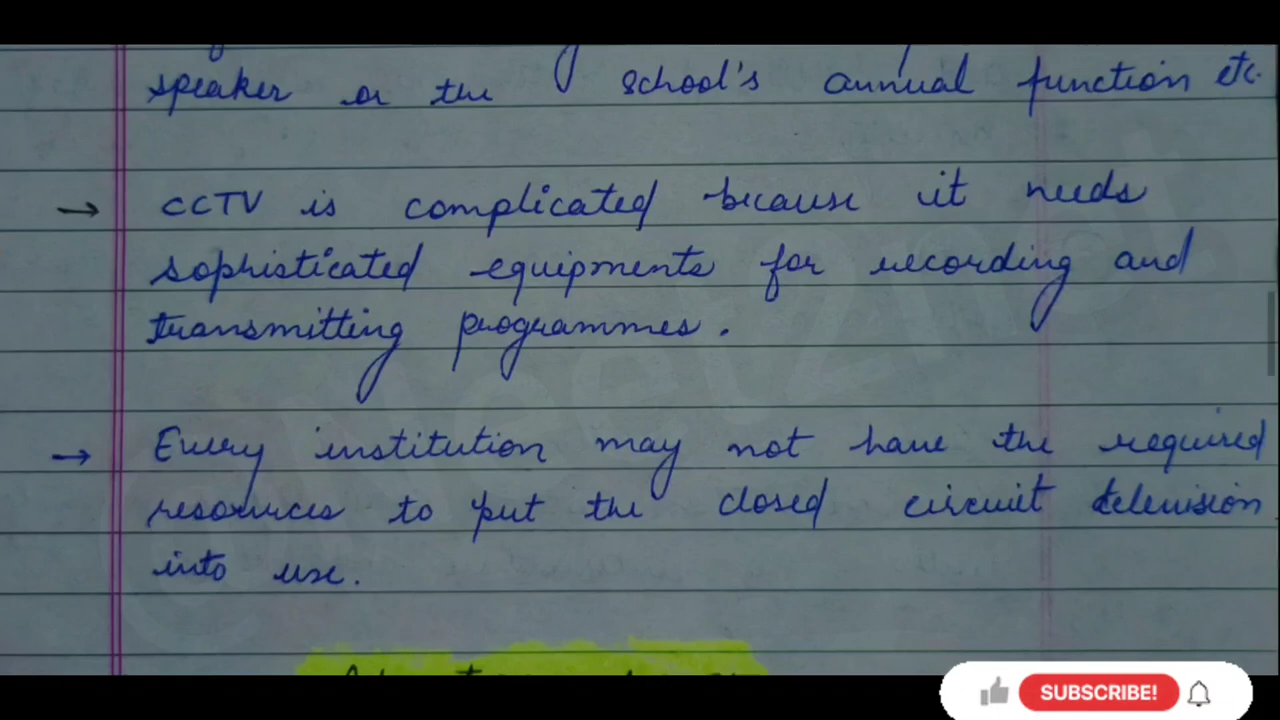 speaker or the school's annual function etc.
→ CCTV is complicated because it needs
sophisticated equipments for recording and
transmitting programmes.
→ Every institution may not have the required
resources to put the closed circuit television
into use.
SUBSCRIBE!